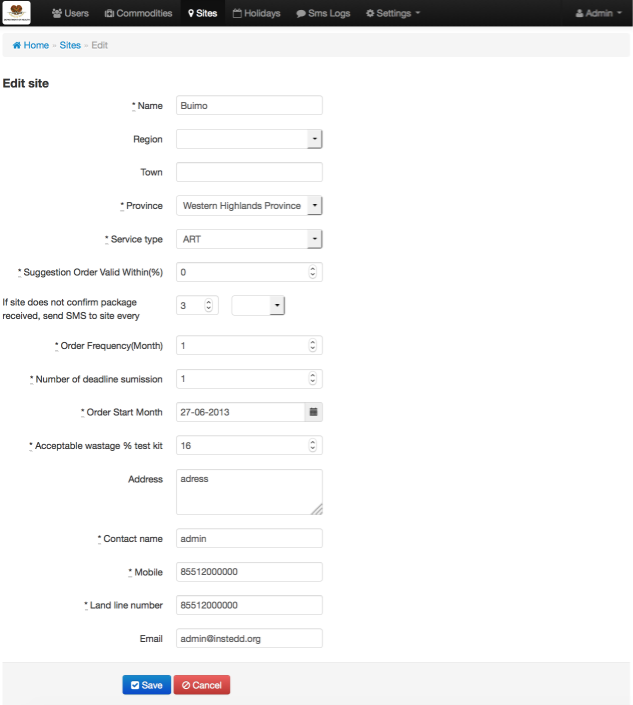 Users Commodities Sites Holidays Sms Logs Settings Admin
Home » Sites » Edit
Edit site
* Name Buimo
Region
Town
* Province Western Highlands Province
* Service type ART
* Suggestion Order Valid Within(%) 0
If site does not confirm package
received, send SMS to site every 3
* Order Frequency(Month) 1
* Number of deadline sumission 1
* Order Start Month 27-06-2013
* Acceptable wastage % test kit 16
Address adress
* Contact name admin
* Mobile 85512000000
* Land line number 85512000000
Email admin@instedd.org
Save Cancel